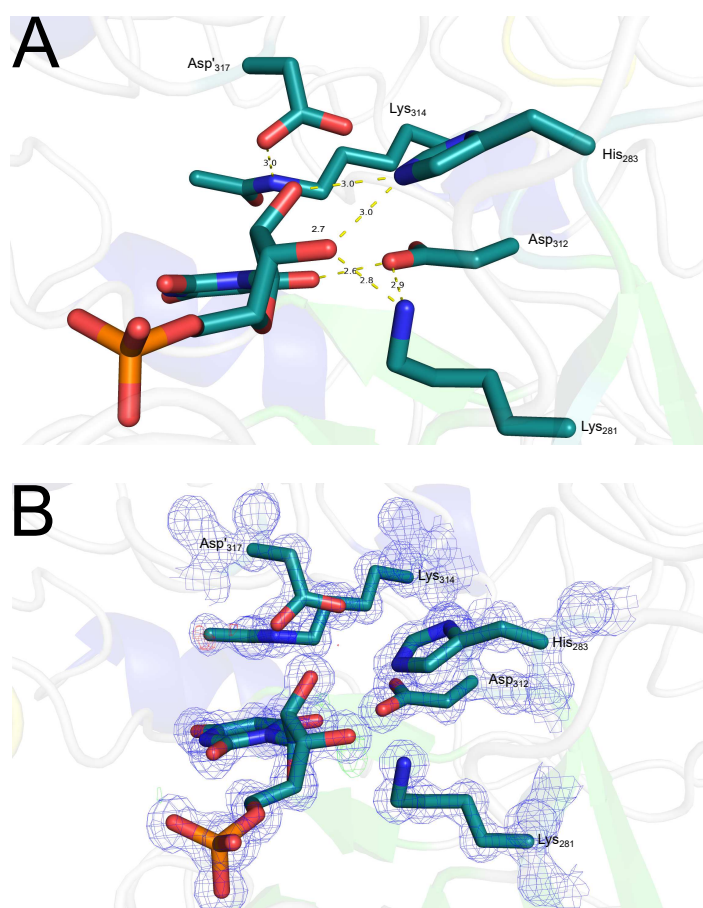 A
Asp'317
Lys314
His283
3.0
3.0
3.0
2.7
Asp312
2.6
2.8
2.9
Lys281
B
Asp'317
Lys314
His283
Asp312
Lys281